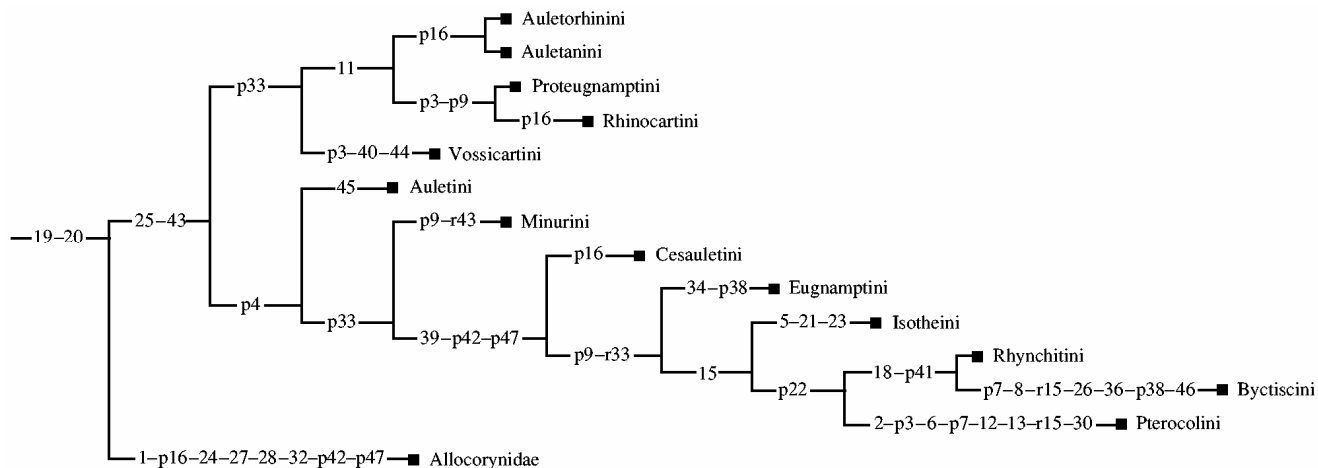 p16 Auletorhinini
Auletanini
11
p33
p3–p9 Proteugnamptini
p16 Rhinocartini
p3–40–44 Vossicartini
45 Auletini
25–43
p9–r43 Minurini
19–20
p16 Cesauletini
34–p38 Eugnamptini
p4
p33
5–21–23 Isotheini
39–p42–p47
p9–r33
Rhynchitini
15
18–p41
p22
p7–8–r15–26–36–p38–46 Byctiscini
2–p3–6–p7–12–13–r15–30 Pterocolini
1–p16–24–27–28–32–p42–p47 Allocorynidae